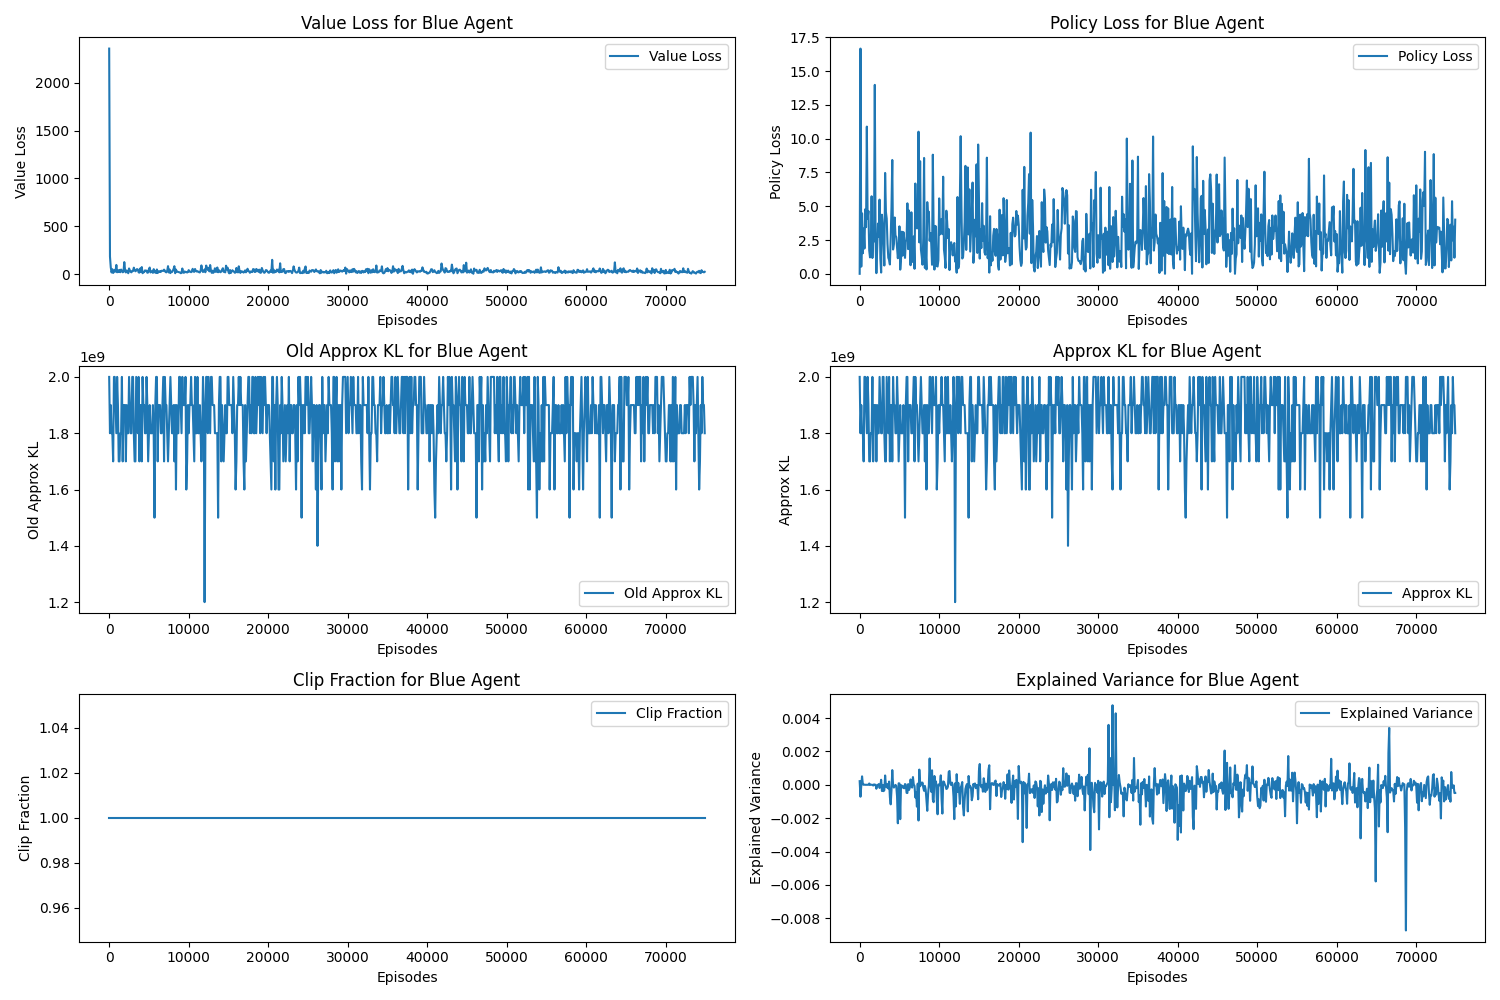 Value Loss for Blue Agent
Value Loss
2000
1500
1000
500
0
Value Loss
0 10000 20000 30000 40000 50000 60000 70000
Episodes
Policy Loss for Blue Agent
Policy Loss
17.5
15.0
12.5
10.0
7.5
5.0
2.5
0.0
Policy Loss
0 10000 20000 30000 40000 50000 60000 70000
Episodes
Old Approx KL for Blue Agent
1e9
2.0
1.8
1.6
1.4
1.2
Old Approx KL
Old Approx KL
0 10000 20000 30000 40000 50000 60000 70000
Episodes
Approx KL for Blue Agent
1e9
2.0
1.8
1.6
1.4
1.2
Approx KL
Approx KL
0 10000 20000 30000 40000 50000 60000 70000
Episodes
Clip Fraction for Blue Agent
Clip Fraction
1.04
1.02
1.00
0.98
0.96
Clip Fraction
0 10000 20000 30000 40000 50000 60000 70000
Episodes
Explained Variance for Blue Agent
Explained Variance
0.004
0.002
0.000
−0.002
−0.004
−0.006
−0.008
Explained Variance
0 10000 20000 30000 40000 50000 60000 70000
Episodes